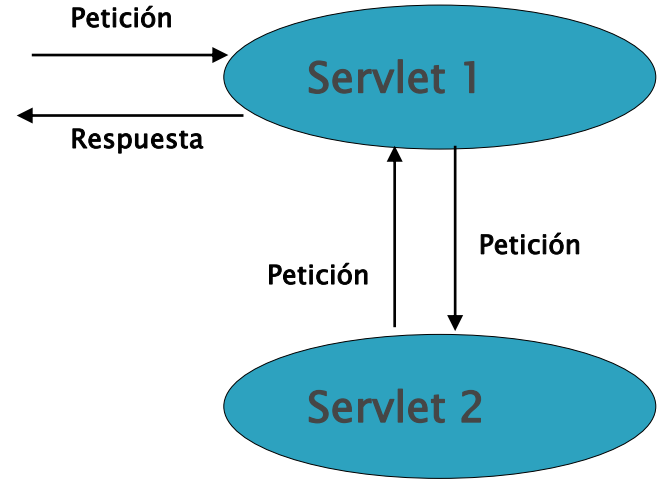 Petición
Servlet 1
Respuesta
Petición
Petición
Servlet 2